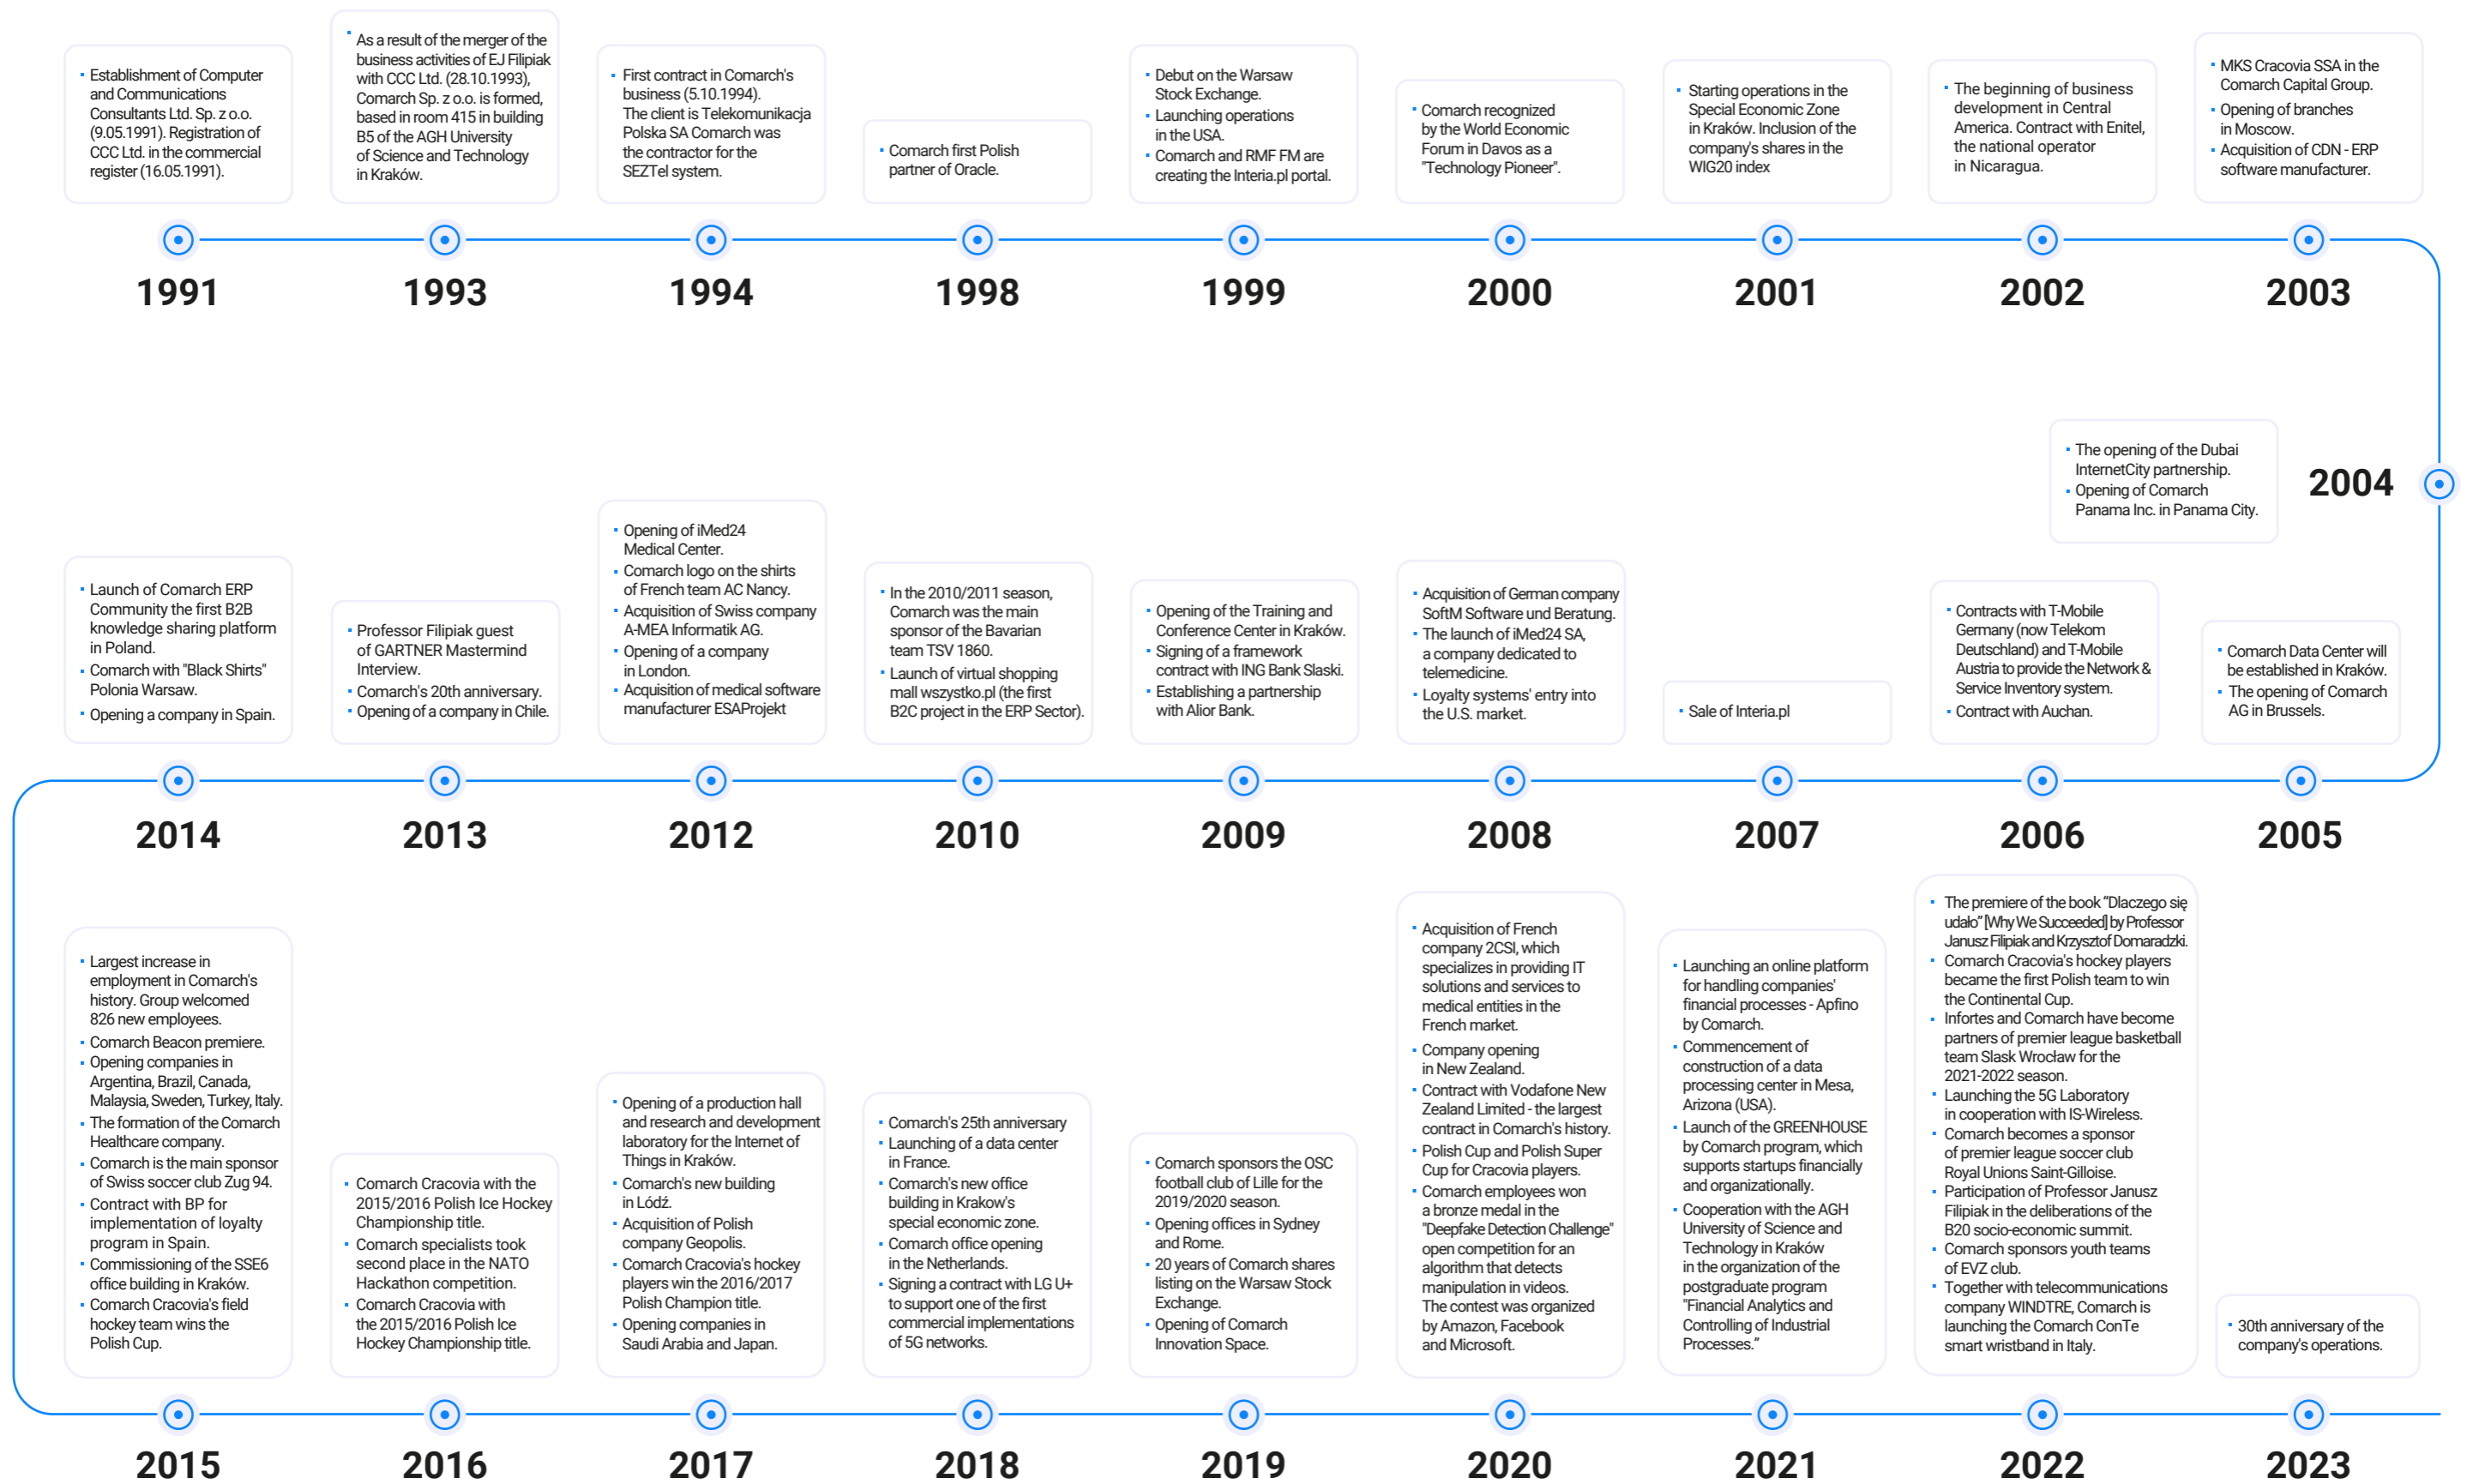 ▪ Establishment of Computer
and Communications
Consultants Ltd. Sp. z o.o.
(9.05.1991). Registration of
CCC Ltd. in the commercial
register (16.05.1991).
1991
▪ As a result of the merger of the
business activities of EJ Filipiak
with CCC Ltd. (28.10.1993),
Comarch Sp. z o.o. is formed,
based in room 415 in building
B5 of the AGH University
of Science and Technology
in Kraków.
1993
▪ First contract in Comarch's
business (5.10.1994).
The client is Telekomunikacja
Polska SA Comarch was
the contractor for the
SEZTel system.
1994
▪ Comarch first Polish
partner of Oracle.
1998
▪ Debut on the Warsaw
Stock Exchange.
▪ Launching operations
in the USA.
▪ Comarch and RMF FM are
creating the Interia.pl portal.
1999
▪ Comarch recognized
by the World Economic
Forum in Davos as a
"Technology Pioneer".
2000
▪ Starting operations in the
Special Economic Zone
in Kraków. Inclusion of the
company's shares in the
WIG20 index
2001
▪ The beginning of business
development in Central
America. Contract with Enitel,
the national operator
in Nicaragua.
2002
▪ MKS Cracovia SSA in the
Comarch Capital Group.
▪ Opening of branches
in Moscow.
▪ Acquisition of CDN - ERP
software manufacturer.
2003
▪ The opening of the Dubai
InternetCity partnership.
▪ Opening of Comarch
Panama Inc. in Panama City.
2004
▪ Comarch Data Center will
be established in Kraków.
▪ The opening of Comarch
AG in Brussels.
2005
▪ Contracts with T-Mobile
Germany (now Telekom
Deutschland) and T-Mobile
Austria to provide the Network &
Service Inventory system.
▪ Contract with Auchan.
2006
▪ Sale of Interia.pl
2007
▪ Acquisition of German company
SoftM Software und Beratung.
▪ The launch of iMed24 SA,
a company dedicated to
telemedicine.
▪ Loyalty systems' entry into
the U.S. market.
2008
▪ Opening of the Training and
Conference Center in Kraków.
▪ Signing of a framework
contract with ING Bank Slaski.
▪ Establishing a partnership
with Alior Bank.
2009
▪ In the 2010/2011 season,
Comarch was the main
sponsor of the Bavarian
team TSV 1860.
▪ Launch of virtual shopping
mall wszystko.pl (the first
B2C project in the ERP Sector).
2010
▪ Opening of iMed24
Medical Center.
▪ Comarch logo on the shirts
of French team AC Nancy.
▪ Acquisition of Swiss company
A-MEA Informatik AG.
▪ Opening of a company
in London.
▪ Acquisition of medical software
manufacturer ESAProjekt
2012
▪ Professor Filipiak guest
of GARTNER Mastermind
Interview.
▪ Comarch's 20th anniversary.
▪ Opening of a company in Chile.
2013
▪ Launch of Comarch ERP
Community the first B2B
knowledge sharing platform
in Poland.
▪ Comarch with "Black Shirts"
Polonia Warsaw.
▪ Opening a company in Spain.
2014
▪ Largest increase in
employment in Comarch's
history. Group welcomed
826 new employees.
▪ Comarch Beacon premiere.
▪ Opening companies in
Argentina, Brazil, Canada,
Malaysia, Sweden, Turkey, Italy.
▪ The formation of the Comarch
Healthcare company.
▪ Comarch is the main sponsor
of Swiss soccer club Zug 94.
▪ Contract with BP for
implementation of loyalty
program in Spain.
▪ Commissioning of the SSE6
office building in Kraków.
▪ Comarch Cracovia's field
hockey team wins the
Polish Cup.
2015
▪ Comarch Cracovia with the
2015/2016 Polish Ice Hockey
Championship title.
▪ Comarch specialists took
second place in the NATO
Hackathon competition.
▪ Comarch Cracovia with
the 2015/2016 Polish Ice
Hockey Championship title.
2016
▪ Opening of a production hall
and research and development
laboratory for the Internet of
Things in Kraków.
▪ Comarch's new building
in Lódź.
▪ Acquisition of Polish
company Geopolis.
▪ Comarch Cracovia's hockey
players win the 2016/2017
Polish Champion title.
▪ Opening companies in
Saudi Arabia and Japan.
2017
▪ Comarch's 25th anniversary
▪ Launching of a data center
in France.
▪ Comarch's new office
building in Krakow's
special economic zone.
▪ Comarch office opening
in the Netherlands.
▪ Signing a contract with LG U+
to support one of the first
commercial implementations
of 5G networks.
2018
▪ Comarch sponsors the OSC
football club of Lille for the
2019/2020 season.
▪ Opening offices in Sydney
and Rome.
▪ 20 years of Comarch shares
listing on the Warsaw Stock
Exchange.
▪ Opening of Comarch
Innovation Space.
2019
▪ Acquisition of French
company 2CSI, which
specializes in providing IT
solutions and services to
medical entities in the
French market.
▪ Company opening
in New Zealand.
▪ Contract with Vodafone New
Zealand Limited - the largest
contract in Comarch's history.
▪ Polish Cup and Polish Super
Cup for Cracovia players.
▪ Comarch employees won
a bronze medal in the
"Deepfake Detection Challenge"
open competition for an
algorithm that detects
manipulation in videos.
The contest was organized
by Amazon, Facebook
and Microsoft.
2020
▪ Launching an online platform
for handling companies'
financial processes - Apfino
by Comarch.
▪ Commencement of
construction of a data
processing center in Mesa,
Arizona (USA).
▪ Launch of the GREENHOUSE
by Comarch program, which
supports startups financially
and organizationally.
▪ Cooperation with the AGH
University of Science and
Technology in Kraków
in the organization of the
postgraduate program
"Financial Analytics and
Controlling of Industrial
Processes.”
2021
▪ The premiere of the book “Dlaczego się
udało” [Why We Succeeded] by Professor
Janusz Filipiak and Krzysztof Domaradzki.
▪ Comarch Cracovia's hockey players
became the first Polish team to win
the Continental Cup.
▪ Infortes and Comarch have become
partners of premier league basketball
team Slask Wrocław for the
2021-2022 season.
▪ Launching the 5G Laboratory
in cooperation with IS-Wireless.
▪ Comarch becomes a sponsor
of premier league soccer club
Royal Unions Saint-Gilloise.
▪ Participation of Professor Janusz
Filipiak in the deliberations of the
B20 socio-economic summit.
▪ Comarch sponsors youth teams
of EVZ club.
▪ Together with telecommunications
company WINDTRE, Comarch is
launching the Comarch ConTe
smart wristband in Italy.
2022
▪ 30th anniversary of the
company's operations.
2023